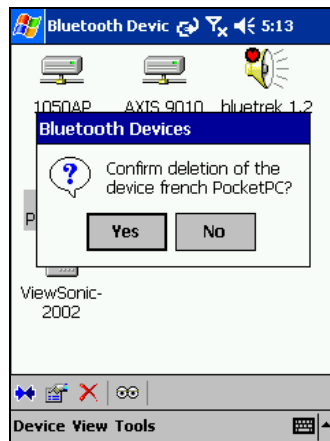 Bluetooth Devic 5:13
1050AP AXIS 9010 bluetrek 1.2
Bluetooth Devices
Confirm deletion of the
device french PocketPC?
P
Yes No
ViewSonic-
2002
Device View Tools